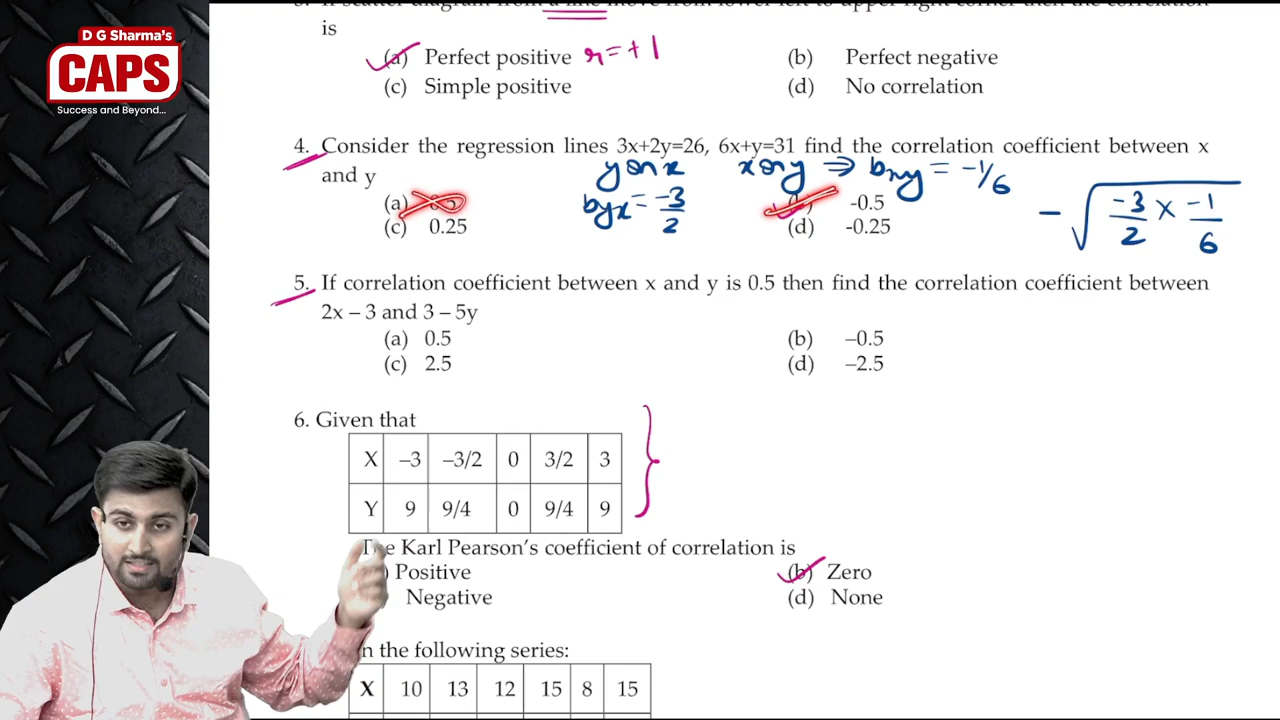 D G Sharma's
CAPS
Success and Beyond...
is
(a) Perfect positive r = + 1 (b) Perfect negative
(c) Simple positive (d) No correlation
4. Consider the regression lines 3x+2y=26, 6x+y=31 find the correlation coefficient between x
and y
y on x x on y ⇒ bxy = -1/6
(a) -0.5
byx = -3/2
- √ -3/2 × -1/6
(c) 0.25 (d) -0.25
5. If correlation coefficient between x and y is 0.5 then find the correlation coefficient between
2x – 3 and 3 – 5y
(a) 0.5 (b) –0.5
(c) 2.5 (d) –2.5
6. Given that
X –3 –3/2 0 3/2 3
Y 9 9/4 0 9/4 9
The Karl Pearson's coefficient of correlation is
) Positive (b) Zero
Negative (d) None
n the following series:
X 10 13 12 15 8 15